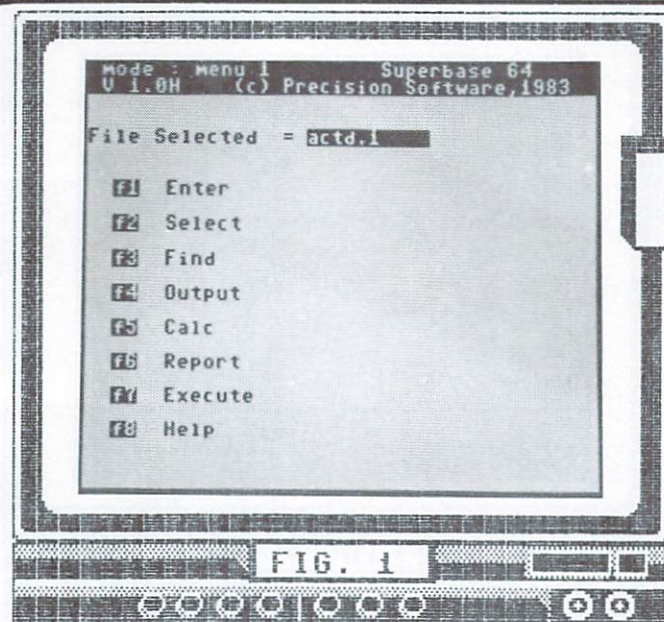 mode : menu 1 Superbase 64
V 1.0H (c) Precision Software,1983
File Selected = actd.1
f1 Enter
f2 Select
f3 Find
f4 Output
f5 Calc
f6 Report
f7 Execute
f8 Help
FIG. 1